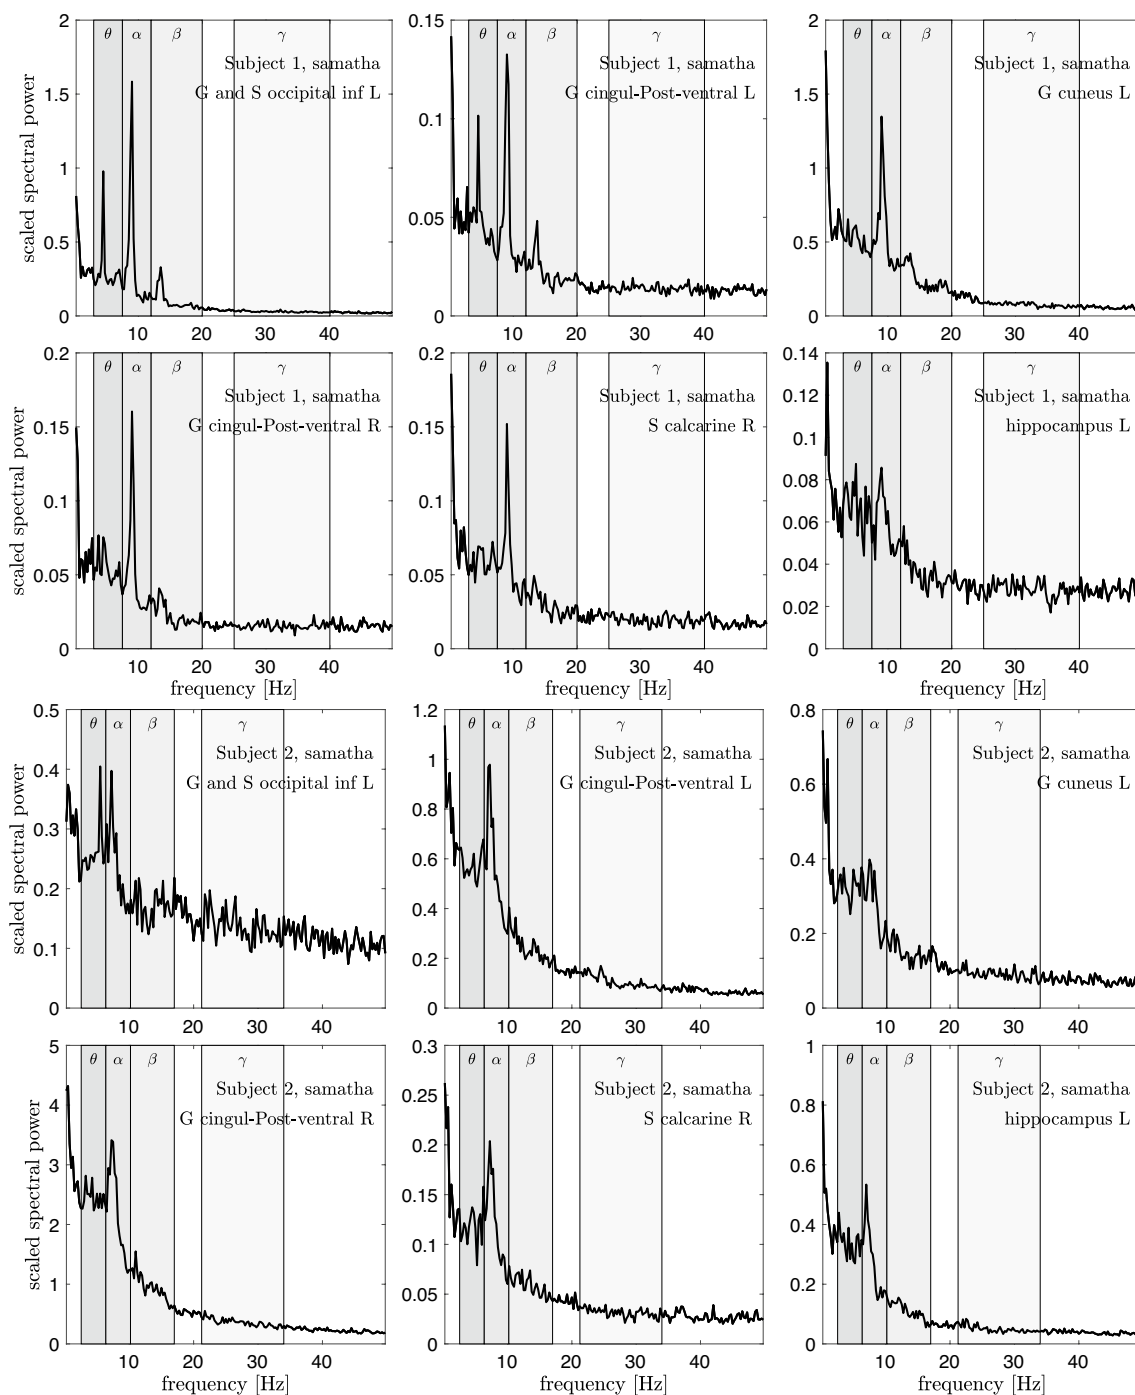 2
1.5
1
0.5
0
scaled spectral power
θ α β γ
Subject 1, samatha
G and S occipital inf L
10 20 40
0.15
0.1
0.05
0
θ α β γ
Subject 1, samatha
G cingul-Post-ventral L
10 20 40
2
1.5
1
0.5
0
θ α β γ
Subject 1, samatha
G cuneus L
10 20 40
0.2
0.15
0.1
0.05
0
scaled spectral power
θ α β γ
Subject 1, samatha
G cingul-Post-ventral R
10 20 40
frequency [Hz]
0.2
0.15
0.1
0.05
0
θ α β γ
Subject 1, samatha
S calcarine R
10 20 40
frequency [Hz]
0.14
0.12
0.1
0.08
0.06
0.04
0.02
0
θ α β γ
Subject 1, samatha
hippocampus L
10 20 40
frequency [Hz]
0.5
0.4
0.3
0.2
0.1
0
scaled spectral power
θ α β γ
Subject 2, samatha
G and S occipital inf L
10 20 40
1.2
1
0.8
0.6
0.4
0.2
0
θ α β γ
Subject 2, samatha
G cingul-Post-ventral L
10 20 40
0.8
0.6
0.4
0.2
0
θ α β γ
Subject 2, samatha
G cuneus L
10 20 40
5
4
3
2
1
0
scaled spectral power
θ α β γ
Subject 2, samatha
G cingul-Post-ventral R
10 20 40
frequency [Hz]
0.3
0.25
0.2
0.15
0.1
0.05
0
θ α β γ
Subject 2, samatha
S calcarine R
10 20 40
frequency [Hz]
1
0.8
0.6
0.4
0.2
0
θ α β γ
Subject 2, samatha
hippocampus L
10 20 40
frequency [Hz]